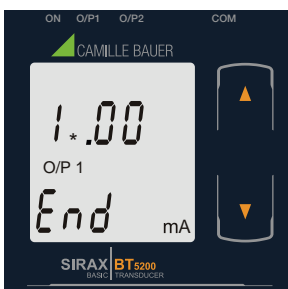 ON O/P1 O/P2 COM
CAMILLE BAUER
1*.00
O/P 1
End mA
SIRAX BT5200
BASIC TRANSDUCER